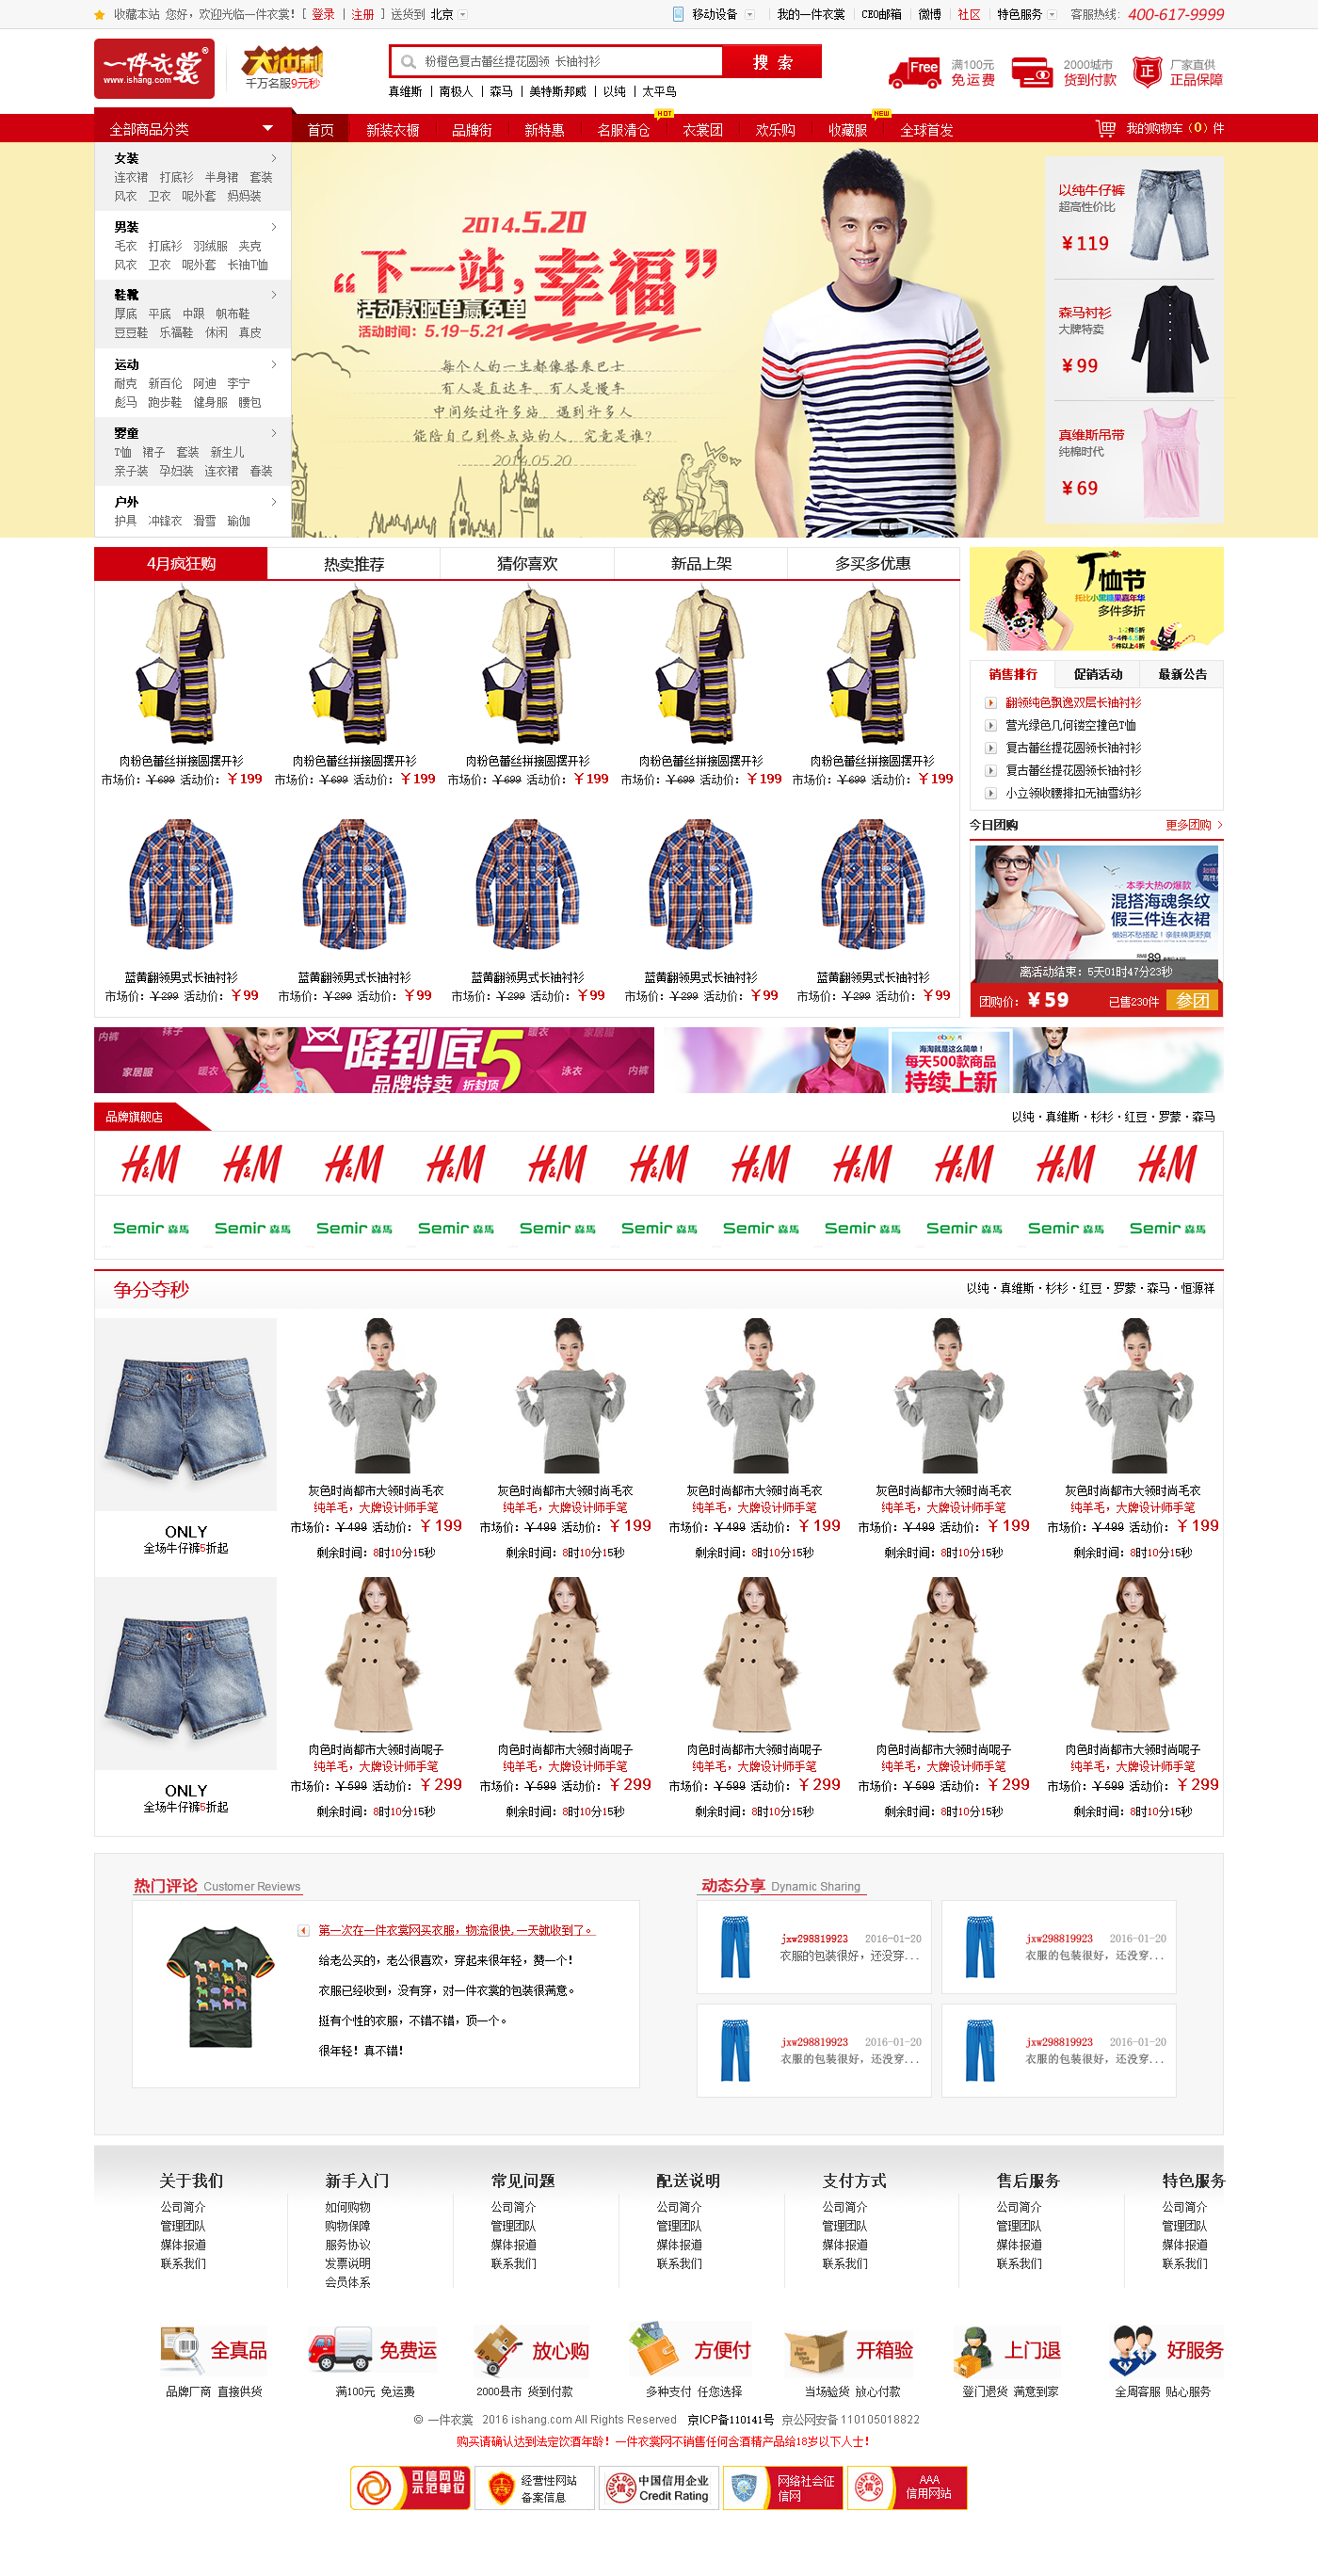 收藏本站 您好，欢迎光临一件衣裳！[ 登录 | 注册 ] 送货到 北京
移动设备 我的一件衣裳 CEO邮箱 微博 社区 特色服务 客服热线：400-617-9999
一件衣裳®
www.ishang.com
大冲刺
千万名服9元秒
粉橙色复古蕾丝提花圆领 长袖衬衫
搜 索
真维斯 | 南极人 | 森马 | 美特斯邦威 | 以纯 | 太平鸟
Free 满100元 免运费
2000城市 货到付款
正 厂家直供 正品保障
全部商品分类 首页 新装衣橱 品牌街 新特惠 名服清仓 HOT 衣裳团 欢乐购 收藏服 NEW 全球首发 我的购物车（0）件
女装
连衣裙 打底衫 半身裙 套装
风衣 卫衣 呢外套 妈妈装
男装
毛衣 打底衫 羽绒服 夹克
风衣 卫衣 呢外套 长袖T恤
鞋靴
厚底 平底 中跟 帆布鞋
豆豆鞋 乐福鞋 休闲 真皮
运动
耐克 新百伦 阿迪 李宁
彪马 跑步鞋 健身服 腰包
婴童
T恤 裙子 套装 新生儿
亲子装 孕妇装 连衣裙 春装
户外
护具 冲锋衣 滑雪 瑜伽
2014.5.20
“下一站，幸福”
活动款晒单赢免单
活动时间：5.19-5.21
每个人的一生都像搭乘巴士
有人是直达车，有人是慢车
中间经过许多站，遇到许多人
能陪自己到终点站的人，究竟是谁？
2014.05.20
以纯牛仔裤
超高性价比
¥119
森马衬衫
大牌特卖
¥99
真维斯吊带
纯棉时代
¥69
4月疯狂购 热卖推荐 猜你喜欢 新品上架 多买多优惠
肉粉色蕾丝拼接圆摆开衫 肉粉色蕾丝拼接圆摆开衫 肉粉色蕾丝拼接圆摆开衫 肉粉色蕾丝拼接圆摆开衫 肉粉色蕾丝拼接圆摆开衫
市场价：￥699 活动价：￥199 市场价：￥699 活动价：￥199 市场价：￥699 活动价：￥199 市场价：￥699 活动价：￥199 市场价：￥699 活动价：￥199
蓝黄翻领男式长袖衬衫 蓝黄翻领男式长袖衬衫 蓝黄翻领男式长袖衬衫 蓝黄翻领男式长袖衬衫 蓝黄翻领男式长袖衬衫
市场价：￥299 活动价：￥99 市场价：￥299 活动价：￥99 市场价：￥299 活动价：￥99 市场价：￥299 活动价：￥99 市场价：￥299 活动价：￥99
T恤节
托比小黑糖果嘉年华
多件多折
1-2件5折
3-4件4.5折
5件以上4折
销售排行 促销活动 最新公告
翻领纯色飘逸双层长袖衬衫
营光绿色几何镂空撞色T恤
复古蕾丝提花圆领长袖衬衫
复古蕾丝提花圆领长袖衬衫
小立领收腰排扣无袖雪纺衫
今日团购 更多团购
本季大热の爆款
混搭海魂条纹
假三件连衣裙
离活动结束：5天01时47分23秒
团购价：¥59 已售230件 参团
内裤 袜子 家居服 暖衣 一降到底5 品牌特卖 折封顶 暖衣 家居服 泳衣 内裤
ebay
海淘就是这么简单！
每天500款商品
持续上新
品牌旗舰店 以纯·真维斯·杉杉·红豆·罗蒙·森马
H&M H&M H&M H&M H&M H&M H&M H&M H&M H&M H&M
Semir 森馬 Semir 森馬 Semir 森馬 Semir 森馬 Semir 森馬 Semir 森馬 Semir 森馬 Semir 森馬 Semir 森馬 Semir 森馬 Semir 森馬
争分夺秒 以纯·真维斯·杉杉·红豆·罗蒙·森马·恒源祥
灰色时尚都市大领时尚毛衣 灰色时尚都市大领时尚毛衣 灰色时尚都市大领时尚毛衣 灰色时尚都市大领时尚毛衣 灰色时尚都市大领时尚毛衣
纯羊毛，大牌设计师手笔 纯羊毛，大牌设计师手笔 纯羊毛，大牌设计师手笔 纯羊毛，大牌设计师手笔 纯羊毛，大牌设计师手笔
市场价：￥499 活动价：￥199 市场价：￥499 活动价：￥199 市场价：￥499 活动价：￥199 市场价：￥499 活动价：￥199 市场价：￥499 活动价：￥199
ONLY
全场牛仔裤5折起
剩余时间：8时10分15秒 剩余时间：8时10分15秒 剩余时间：8时10分15秒 剩余时间：8时10分15秒 剩余时间：8时10分15秒
肉色时尚都市大领时尚呢子 肉色时尚都市大领时尚呢子 肉色时尚都市大领时尚呢子 肉色时尚都市大领时尚呢子 肉色时尚都市大领时尚呢子
纯羊毛，大牌设计师手笔 纯羊毛，大牌设计师手笔 纯羊毛，大牌设计师手笔 纯羊毛，大牌设计师手笔 纯羊毛，大牌设计师手笔
市场价：￥599 活动价：￥299 市场价：￥599 活动价：￥299 市场价：￥599 活动价：￥299 市场价：￥599 活动价：￥299 市场价：￥599 活动价：￥299
ONLY
全场牛仔裤5折起
剩余时间：8时10分15秒 剩余时间：8时10分15秒 剩余时间：8时10分15秒 剩余时间：8时10分15秒 剩余时间：8时10分15秒
热门评论 Customer Reviews
第一次在一件衣裳网买衣服，物流很快,一天就收到了。
给老公买的，老公很喜欢，穿起来很年轻，赞一个！
衣服已经收到，没有穿，对一件衣裳的包装很满意。
挺有个性的衣服，不错不错，顶一个。
很年轻！真不错！
动态分享 Dynamic Sharing
jxw298819923 2016-01-20
衣服的包装很好，还没穿...
jxw298819923 2016-01-20
衣服的包装很好，还没穿...
jxw298819923 2016-01-20
衣服的包装很好，还没穿...
jxw298819923 2016-01-20
衣服的包装很好，还没穿...
关于我们 新手入门 常见问题 配送说明 支付方式 售后服务 特色服务
公司简介 如何购物 公司简介 公司简介 公司简介 公司简介 公司简介
管理团队 购物保障 管理团队 管理团队 管理团队 管理团队 管理团队
媒体报道 服务协议 媒体报道 媒体报道 媒体报道 媒体报道 媒体报道
联系我们 发票说明 联系我们 联系我们 联系我们 联系我们 联系我们
会员体系
全真品 免费运 放心购 方便付 开箱验 上门退 好服务
品牌厂商 直接供货 满100元 免运费 2000县市 货到付款 多种支付 任您选择 当场验货 放心付款 登门退货 满意到家 全周客服 贴心服务
© 一件衣裳 2016 ishang.com All Rights Reserved 京ICP备110141号 京公网安备 110105018822
购买请确认达到法定饮酒年龄！一件衣裳网不销售任何含酒精产品给18岁以下人士！
可信网站
示范单位
经营性网站
备案信息
中国信用企业
Credit Rating
网络社会征
信网
AAA
信用网站